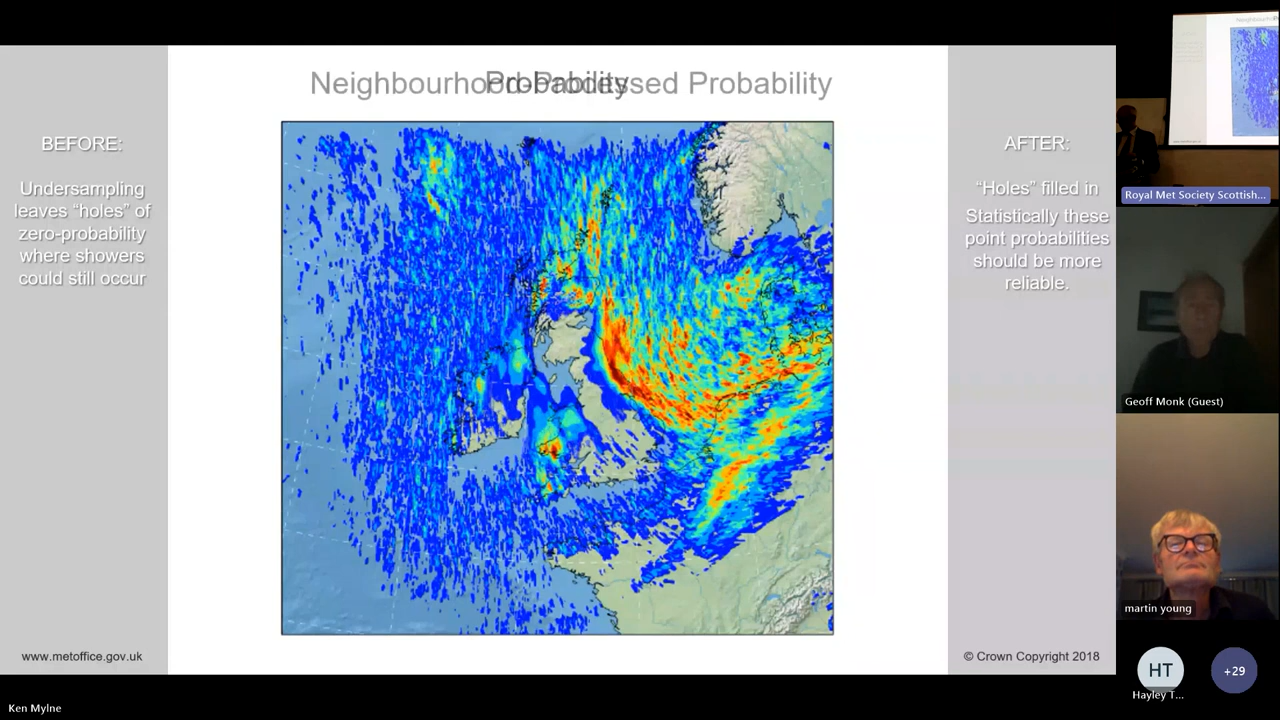 Neighbourhood-Processed Probability
Probability
BEFORE:
Undersampling
leaves “holes” of
zero-probability
where showers
could still occur
AFTER:
“Holes” filled in
Statistically these
point probabilities
should be more
reliable.
www.metoffice.gov.uk
© Crown Copyright 2018
Ken Mylne
Royal Met Society Scottish...
Geoff Monk (Guest)
martin young
HT
Hayley T...
+29